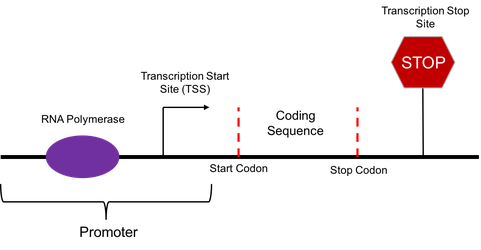 Transcription Stop
Site
STOP
Transcription Start
Site (TSS)
RNA Polymerase
Coding
Sequence
Start Codon
Stop Codon
Promoter